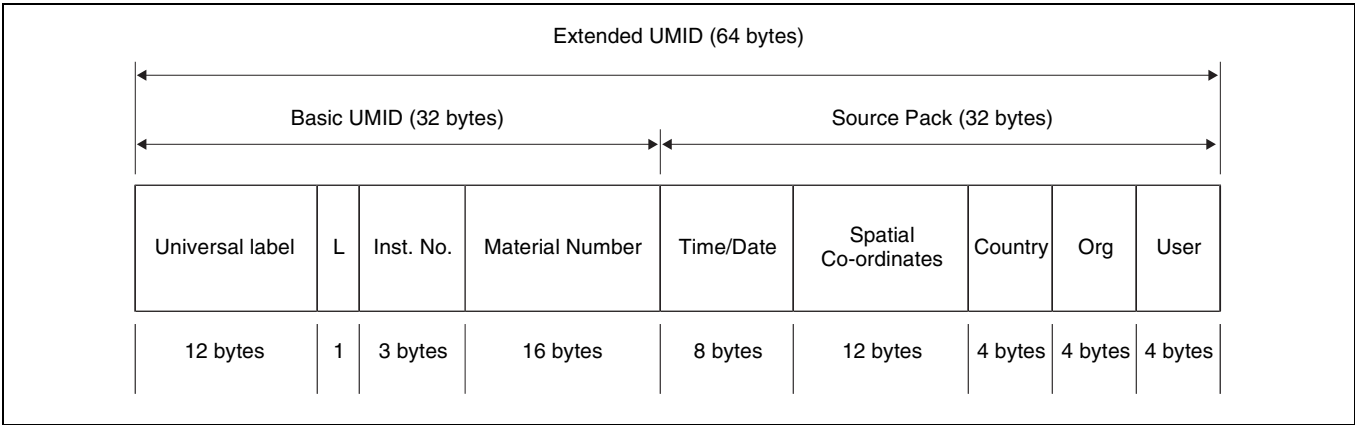 Extended UMID (64 bytes)
Basic UMID (32 bytes)
Source Pack (32 bytes)
Universal label
L
Inst. No.
Material Number
Time/Date
Spatial
Co-ordinates
Country
Org
User
12 bytes
1
3 bytes
16 bytes
8 bytes
12 bytes
4 bytes
4 bytes
4 bytes